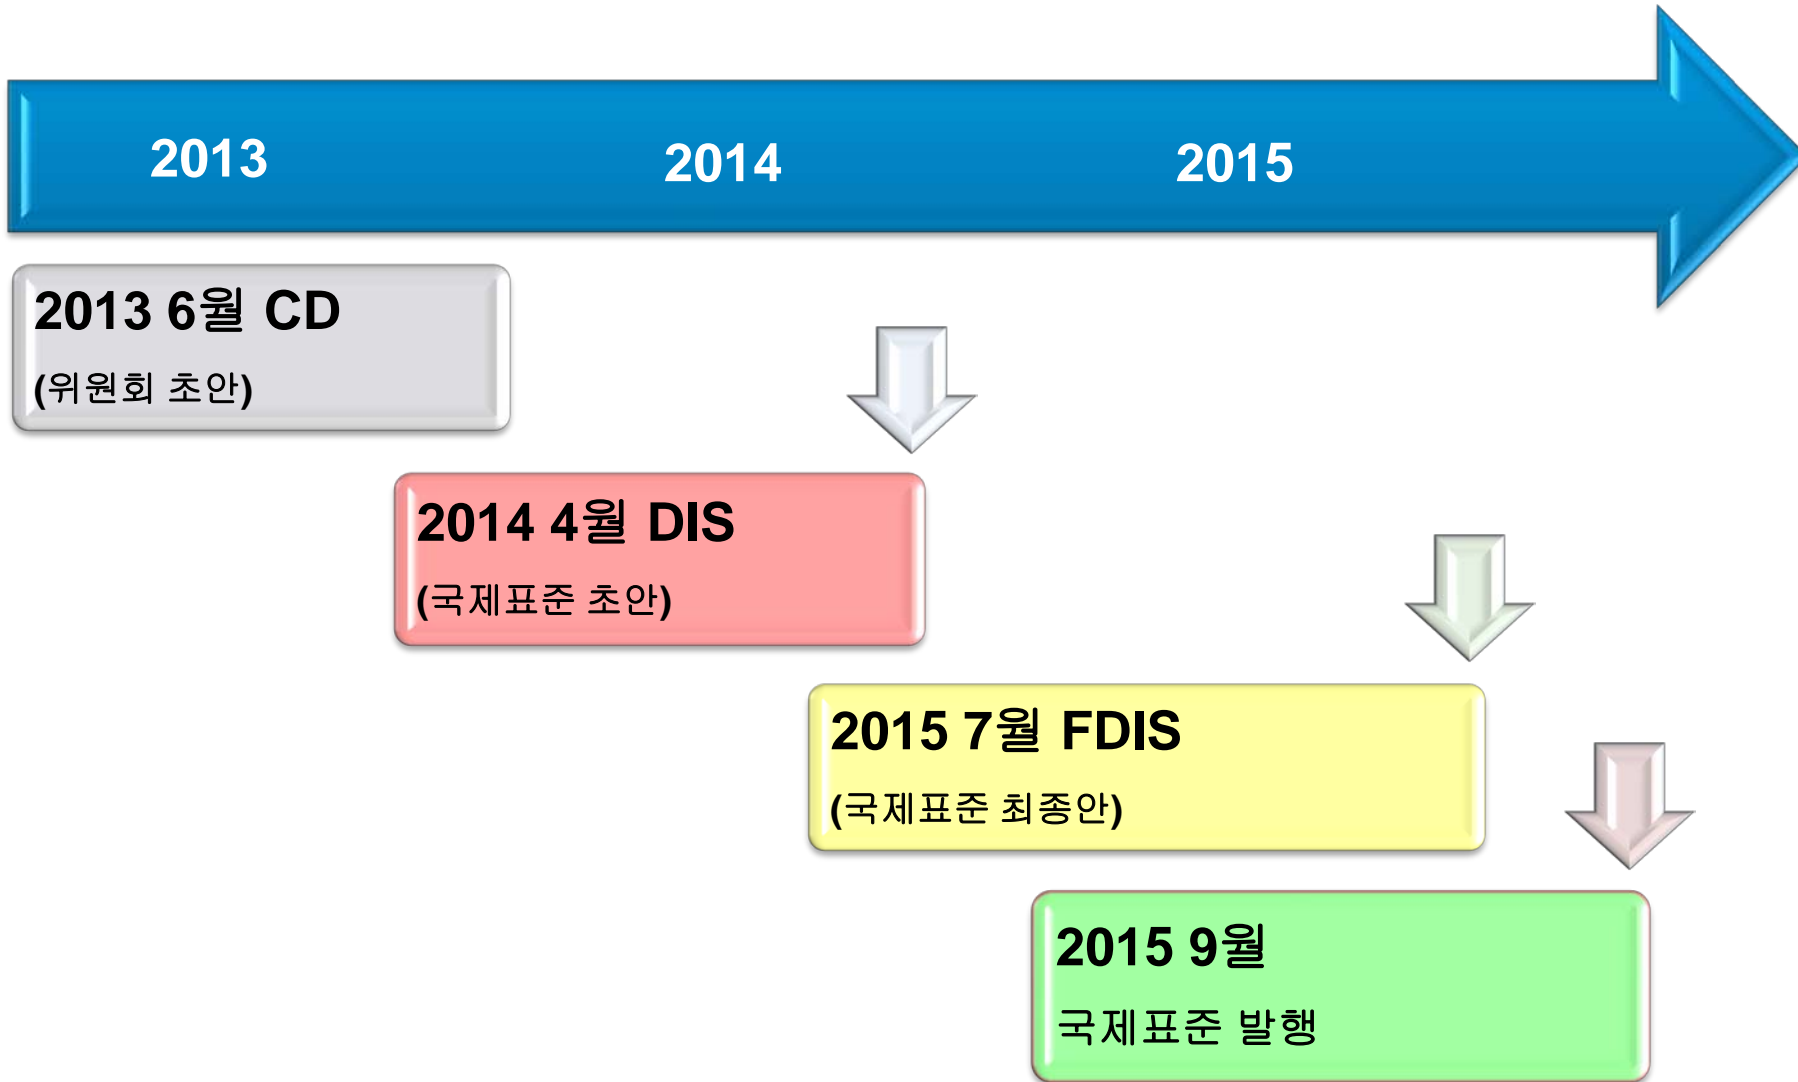 2013 2014 2015
2013 6월 CD
(위원회 초안)
2014 4월 DIS
(국제표준 초안)
2015 7월 FDIS
(국제표준 최종안)
2015 9월
국제표준 발행